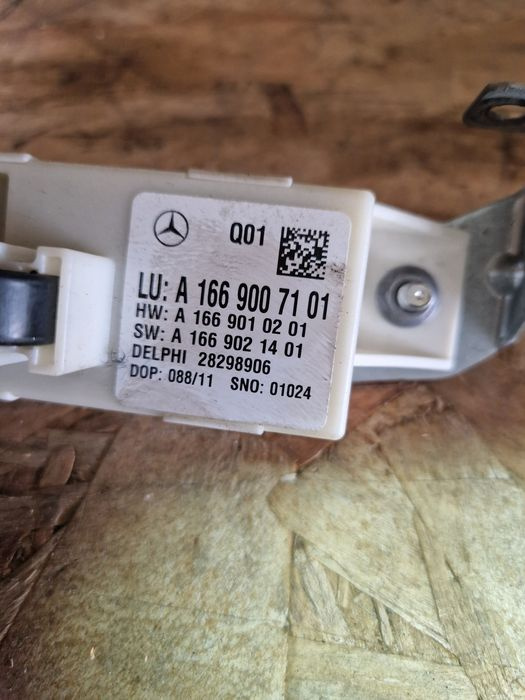 Q01
LU: A 166 900 71 01
HW: A 166 901 02 01
SW: A 166 902 14 01
DELPHI 28298906
DOP: 088/11 SNO: 01024